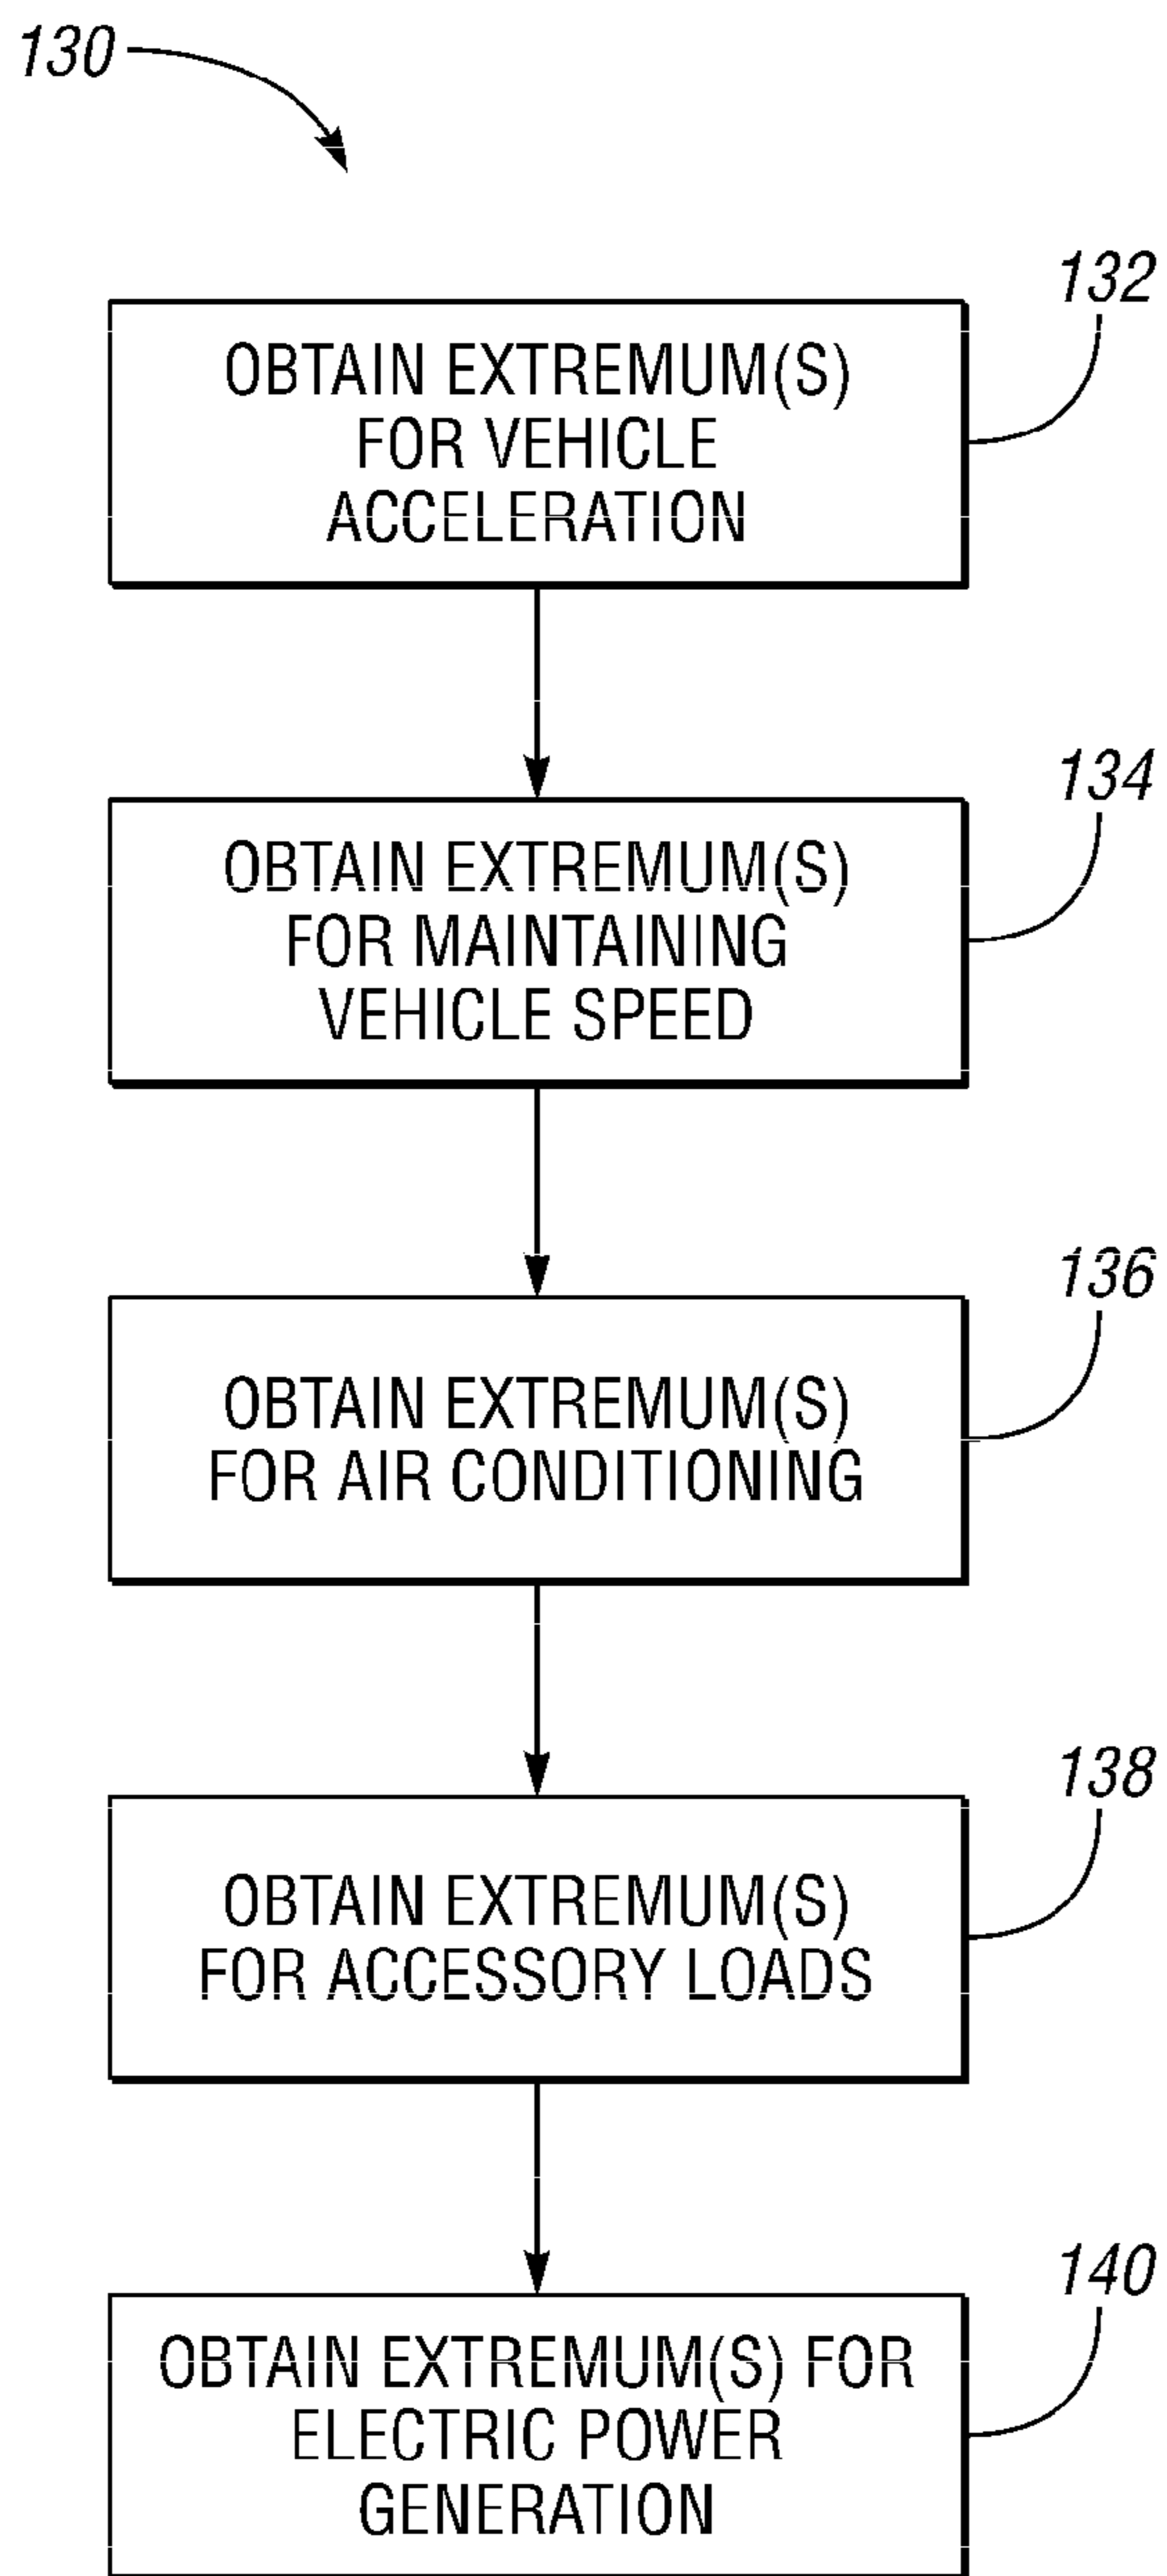 130
132
OBTAIN EXTREMUM(S)
FOR VEHICLE
ACCELERATION
134
OBTAIN EXTREMUM(S)
FOR MAINTAINING
VEHICLE SPEED
136
OBTAIN EXTREMUM(S)
FOR AIR CONDITIONING
138
OBTAIN EXTREMUM(S)
FOR ACCESSORY LOADS
140
OBTAIN EXTREMUM(S) FOR
ELECTRIC POWER
GENERATION